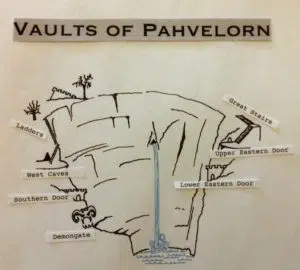 VAULTS OF PAHVELORN
Great Stairs
Ladders
Upper Eastern Door
West Caves
Lower Eastern Door
Southern Door
Demongate